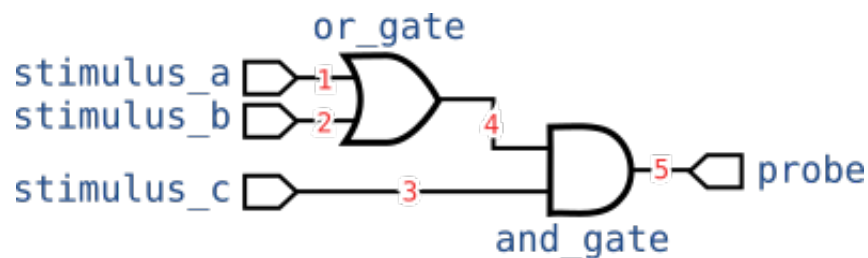 or_gate
stimulus_a
1
stimulus_b
2
4
stimulus_c
3
5
probe
and_gate